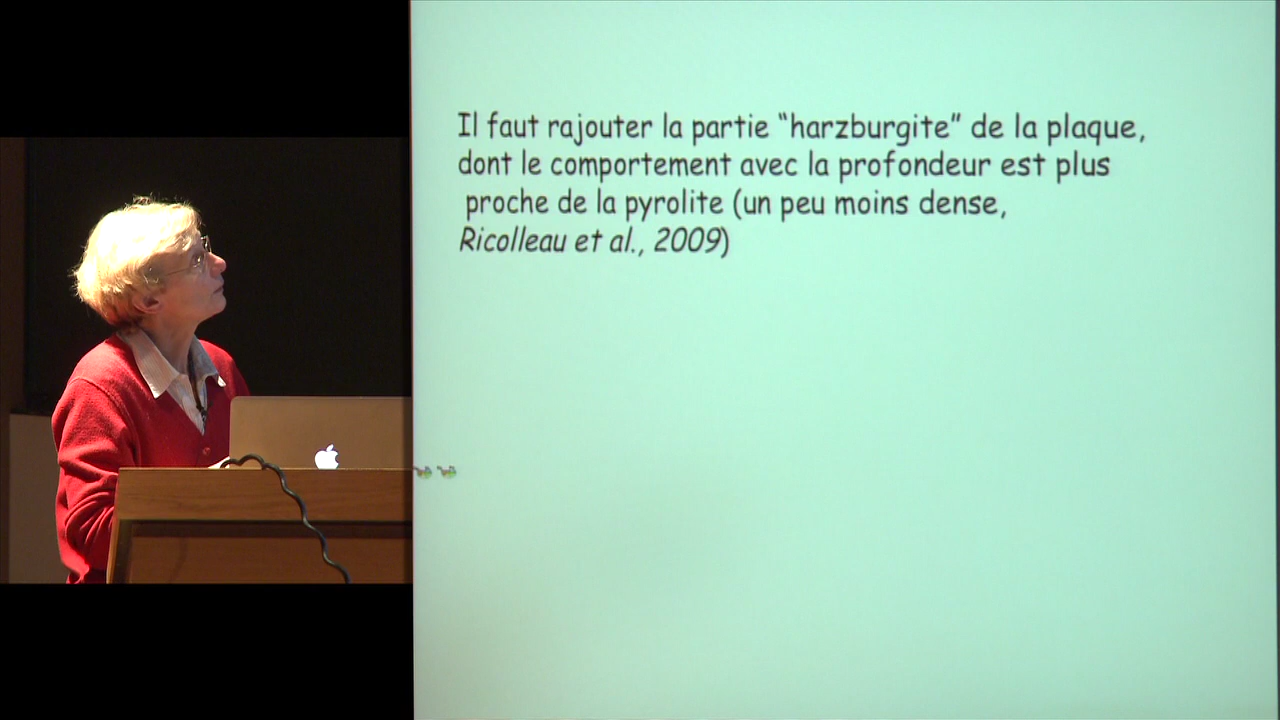 Il faut rajouter la partie “harzburgite” de la plaque,
dont le comportement avec la profondeur est plus
proche de la pyrolite (un peu moins dense,
Ricolleau et al., 2009)